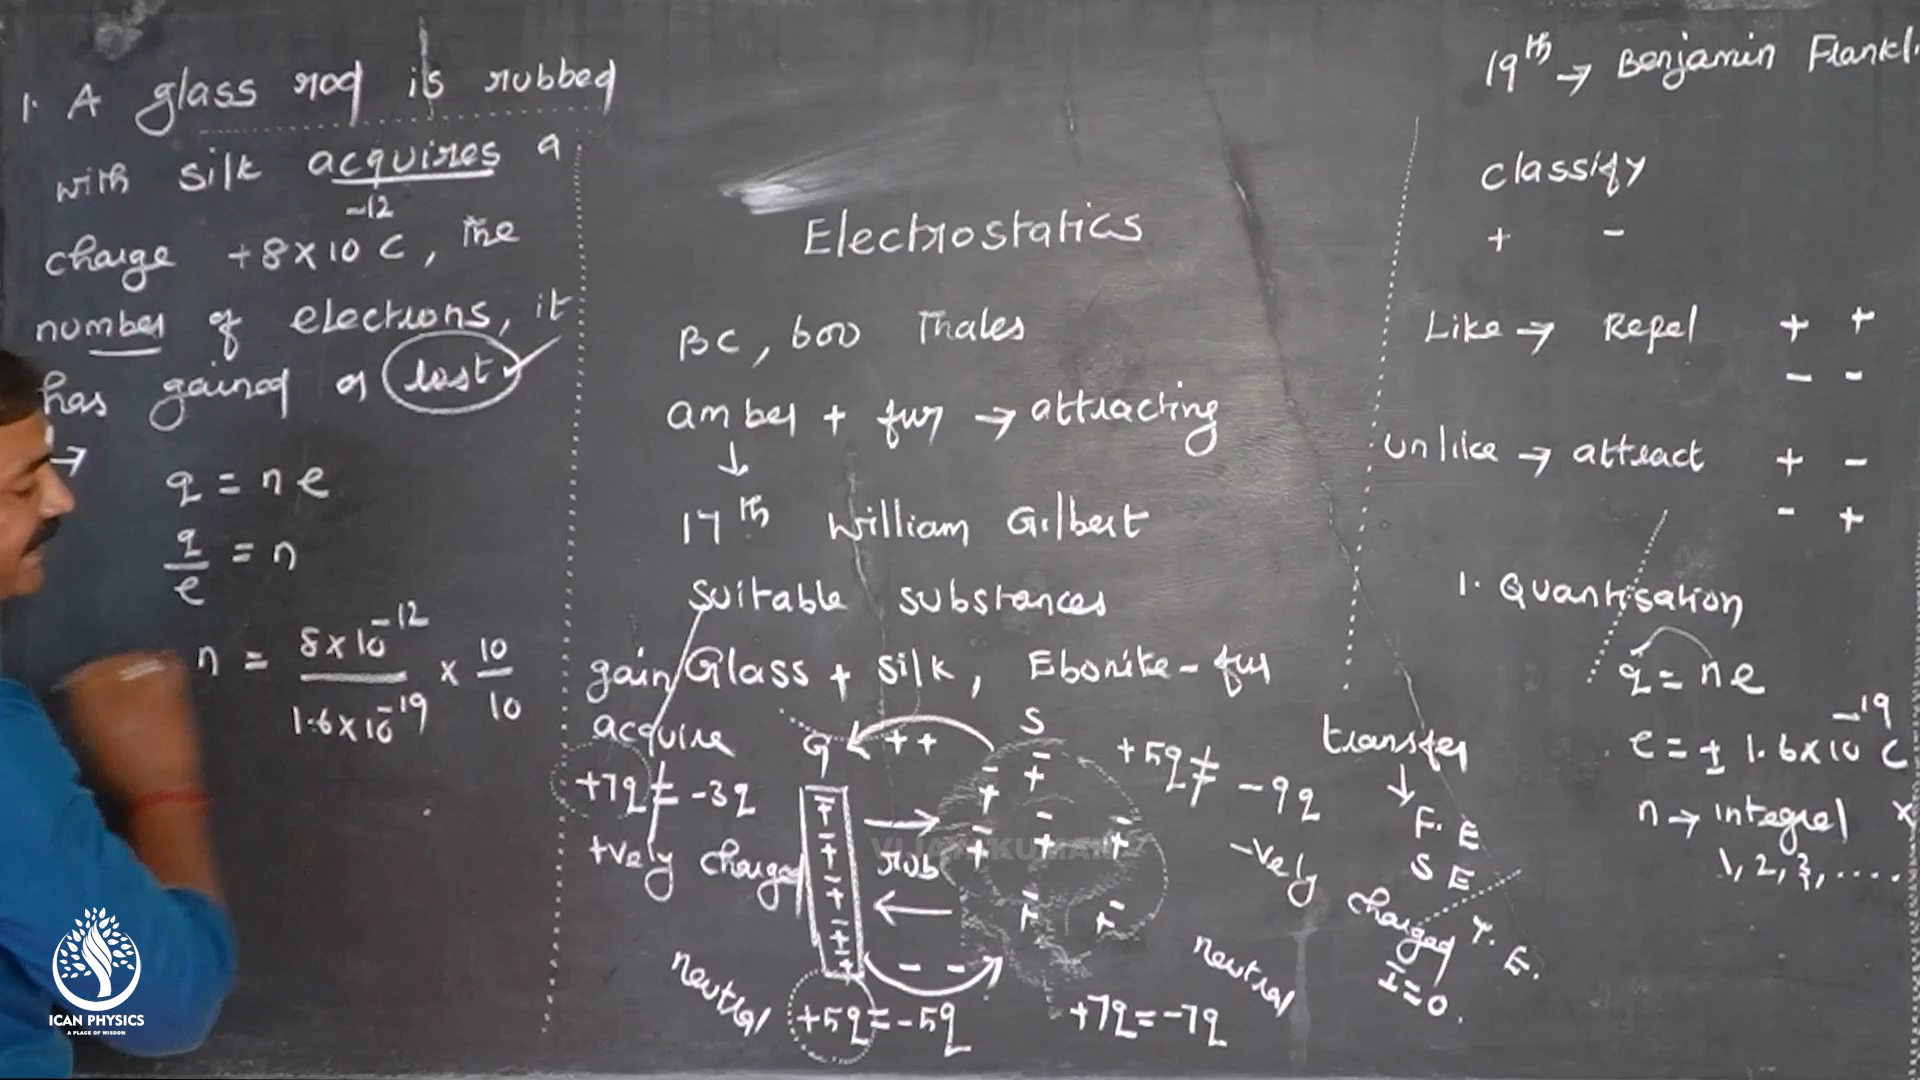 1. A glass rod is rubbed
with silk acquires a
charge +8×10⁻¹² C, the
number of electrons, it
has gained or lost
→
q = ne
q/e = n
n = 8×10⁻¹² / 1.6×10⁻¹⁹ × 10/10
Electrostatics
BC, 600 Thales
amber + fur → attracting
↓
17th William Gilbert
suitable substances
Glass + silk, Ebonite - fur
gain
acquire
+7q ≠ -3q
+vely charged
neutral
G
+ +
S
rub
- -
+5q = -5q
+5q ≠ -9q
-vely
charged
neutral
+7q = -7q
transfer
↓
F. E
S E
T. E.
I = 0.
19th → Benjamin Frankl
classify
+ -
Like → Repel + +
- -
unlike → attract + -
- +
1. Quantisation
q = ne
e = ± 1.6×10⁻¹⁹ C
n → integral x
1, 2, 3, ....
VIJAY KUMAR
ICAN PHYSICS
A PLACE OF WISDOM